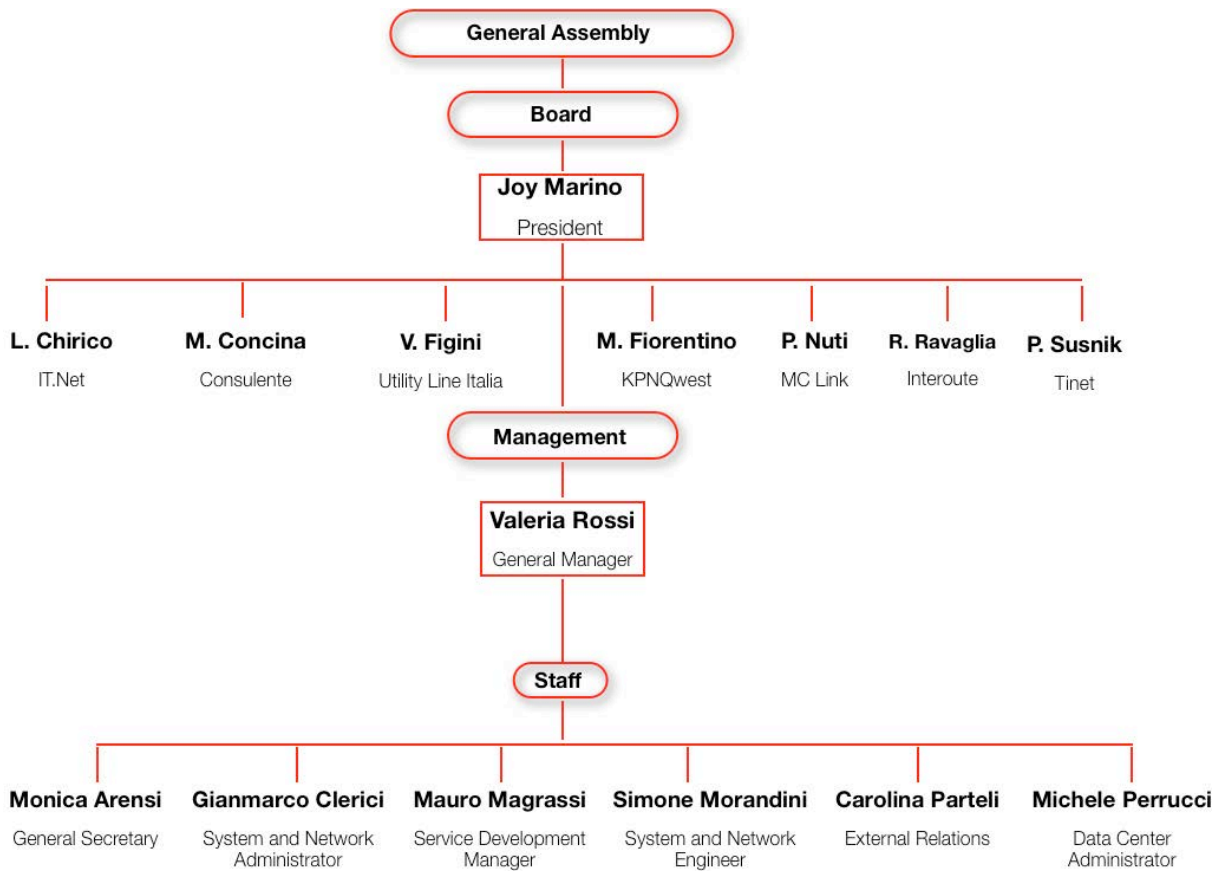 General Assembly
Board
Joy Marino
President
L. Chirico
IT.Net
M. Concina
Consulente
V. Figini
Utility Line Italia
M. Fiorentino
KPNQwest
P. Nuti
MC Link
R. Ravaglia
Interoute
P. Susnik
Tinet
Management
Valeria Rossi
General Manager
Staff
Monica Arensi
General Secretary
Gianmarco Clerici
System and Network
Administrator
Mauro Magrassi
Service Development
Manager
Simone Morandini
System and Network
Engineer
Carolina Parteli
External Relations
Michele Perrucci
Data Center
Administrator